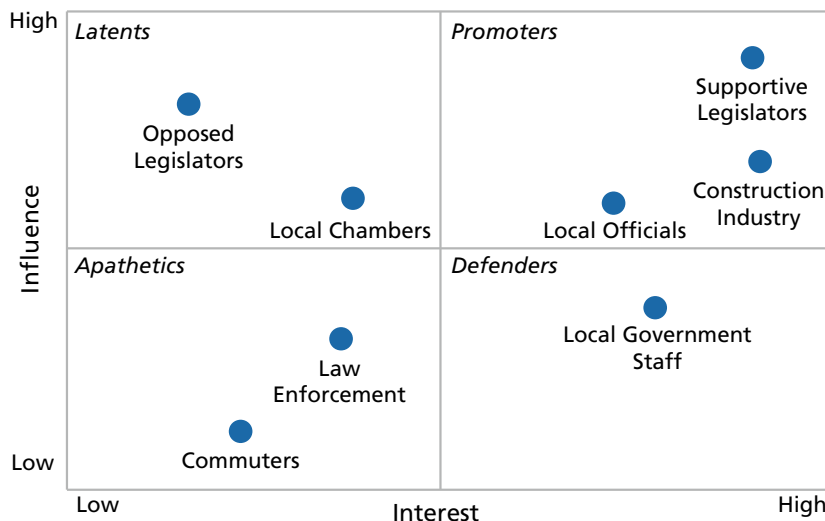 High
Latents
Promoters
Opposed
Legislators
Supportive
Legislators
Local Chambers
Local Officials
Construction
Industry
Influence
Apathetics
Defenders
Law
Enforcement
Local Government
Staff
Commuters
Low
Low
Interest
High